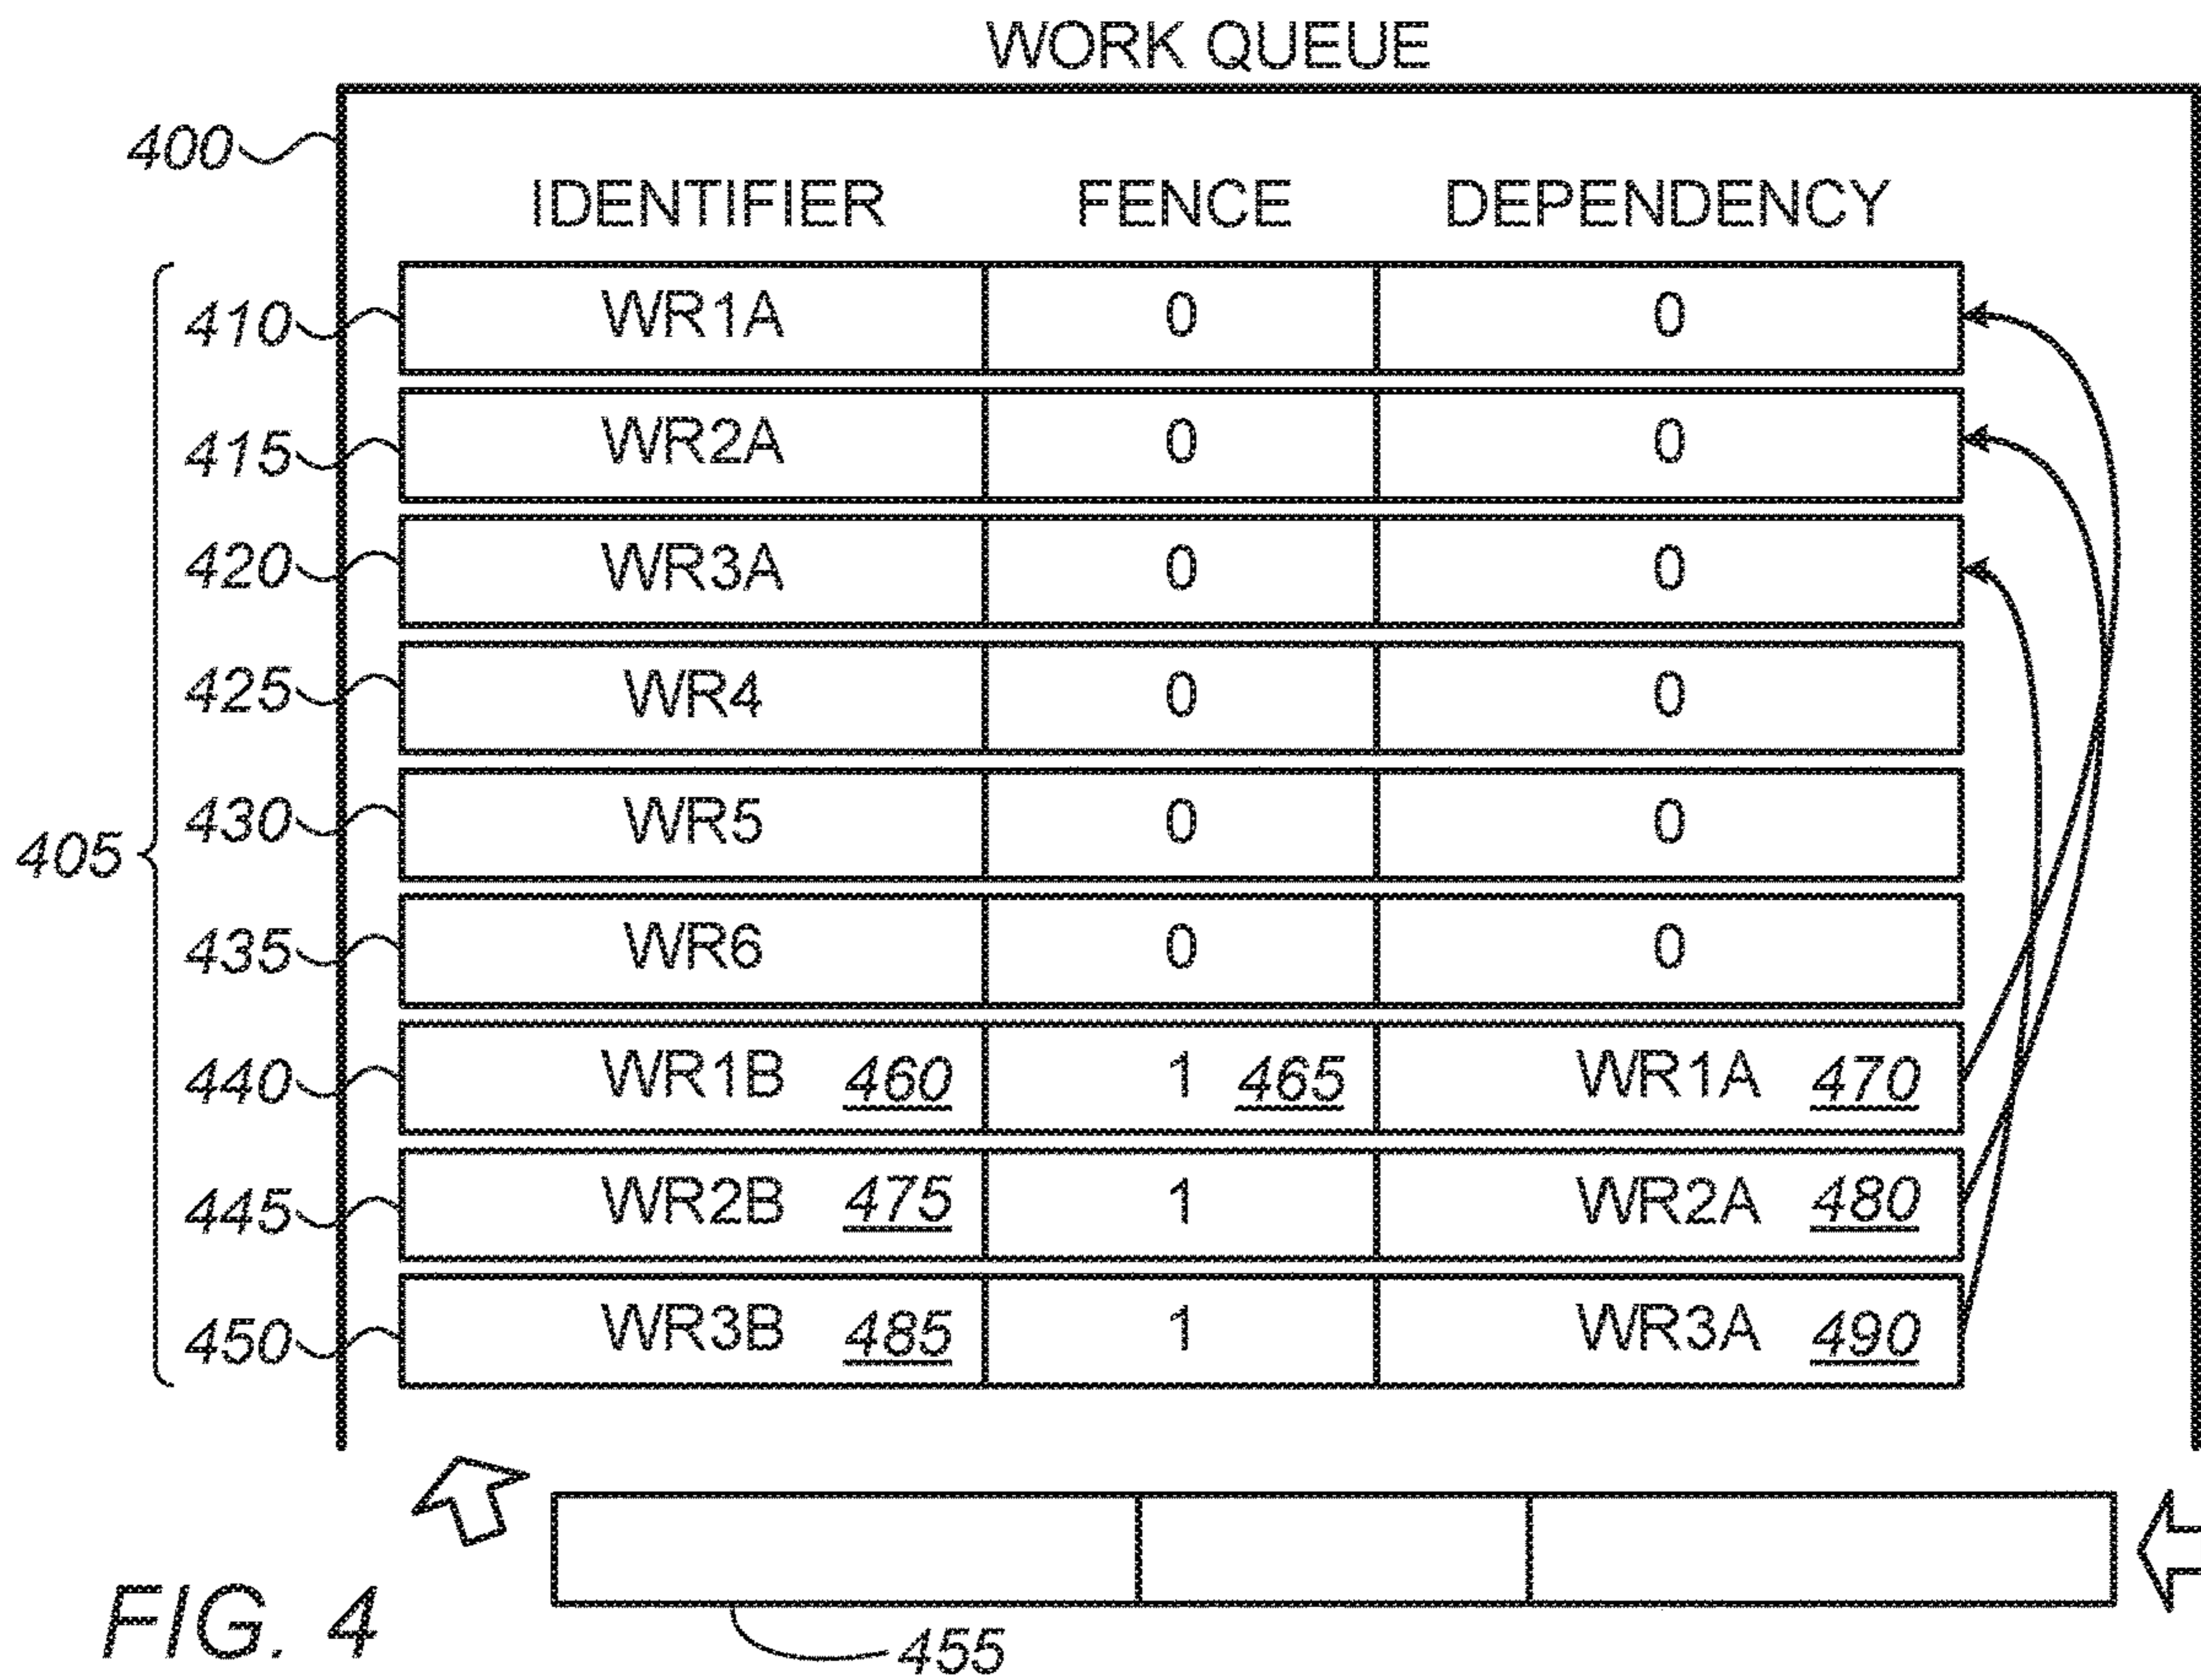 WORK QUEUE
400
IDENTIFIER FENCE DEPENDENCY
410 WR1A 0 0
415 WR2A 0 0
420 WR3A 0 0
425 WR4 0 0
430 WR5 0 0
405
435 WR6 0 0
440 WR1B 460 1 465 WR1A 470
445 WR2B 475 1 WR2A 480
450 WR3B 485 1 WR3A 490
FIG. 4
455